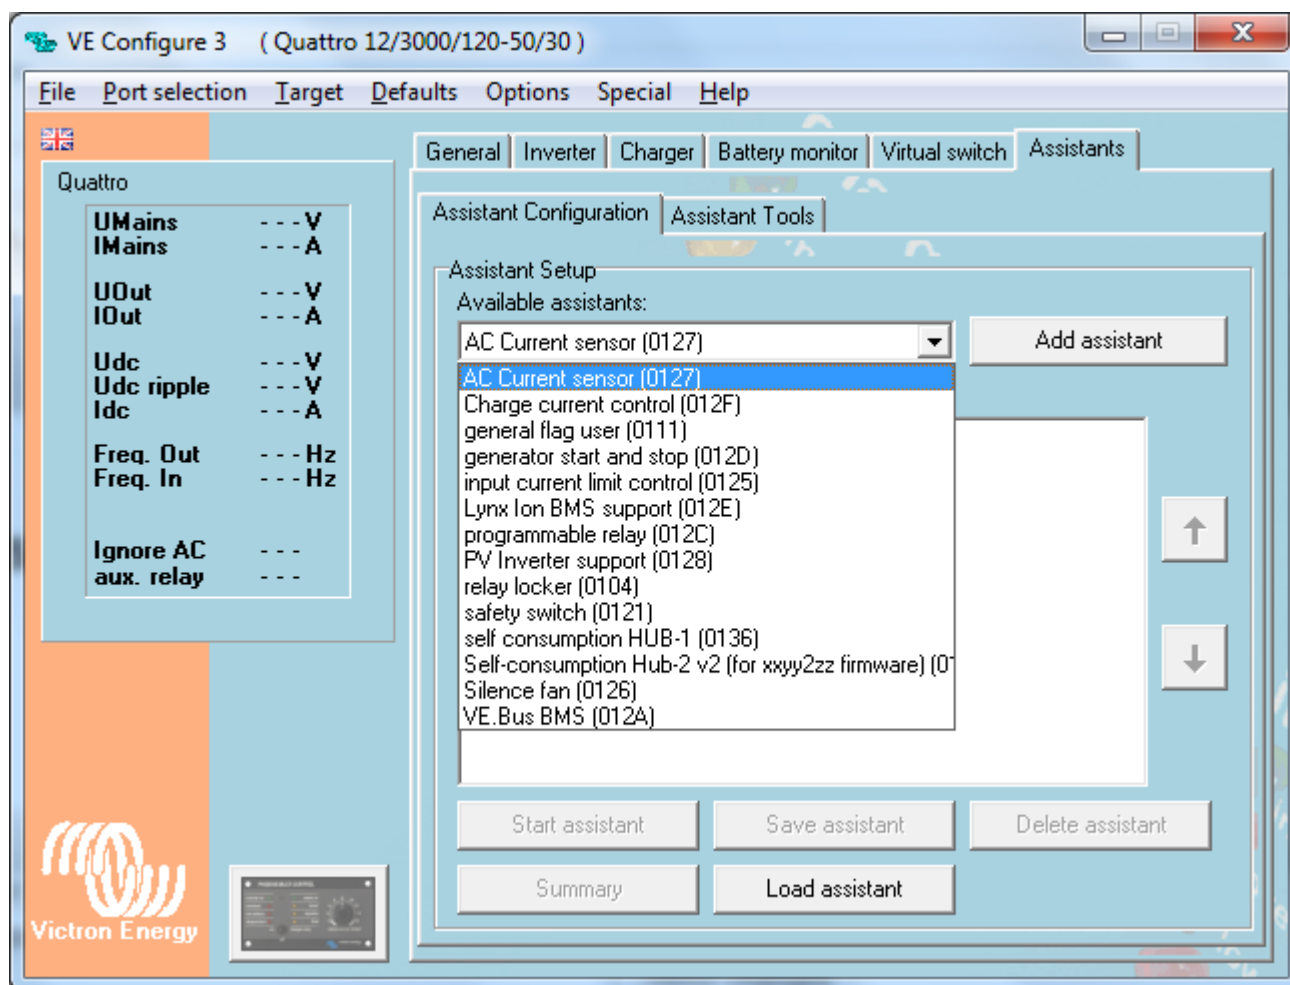 VE Configure 3 ( Quattro 12/3000/120-50/30 )
File Port selection Target Defaults Options Special Help
General Inverter Charger Battery monitor Virtual switch Assistants
Quattro
UMains - - - V
IMains - - - A
UOut - - - V
IOut - - - A
Udc - - - V
Udc ripple - - - V
Idc - - - A
Freq. Out - - - Hz
Freq. In - - - Hz
Ignore AC - - -
aux. relay - - -
Assistant Configuration Assistant Tools
Assistant Setup
Available assistants:
AC Current sensor (0127)
Add assistant
AC Current sensor (0127)
Charge current control (012F)
general flag user (0111)
generator start and stop (012D)
input current limit control (0125)
Lynx Ion BMS support (012E)
programmable relay (012C)
PV Inverter support (0128)
relay locker (0104)
safety switch (0121)
self consumption HUB-1 (0136)
Self-consumption Hub-2 v2 (for xxyy2zz firmware) (0
Silence fan (0126)
VE.Bus BMS (012A)
Start assistant Save assistant Delete assistant
Summary Load assistant
Victron Energy